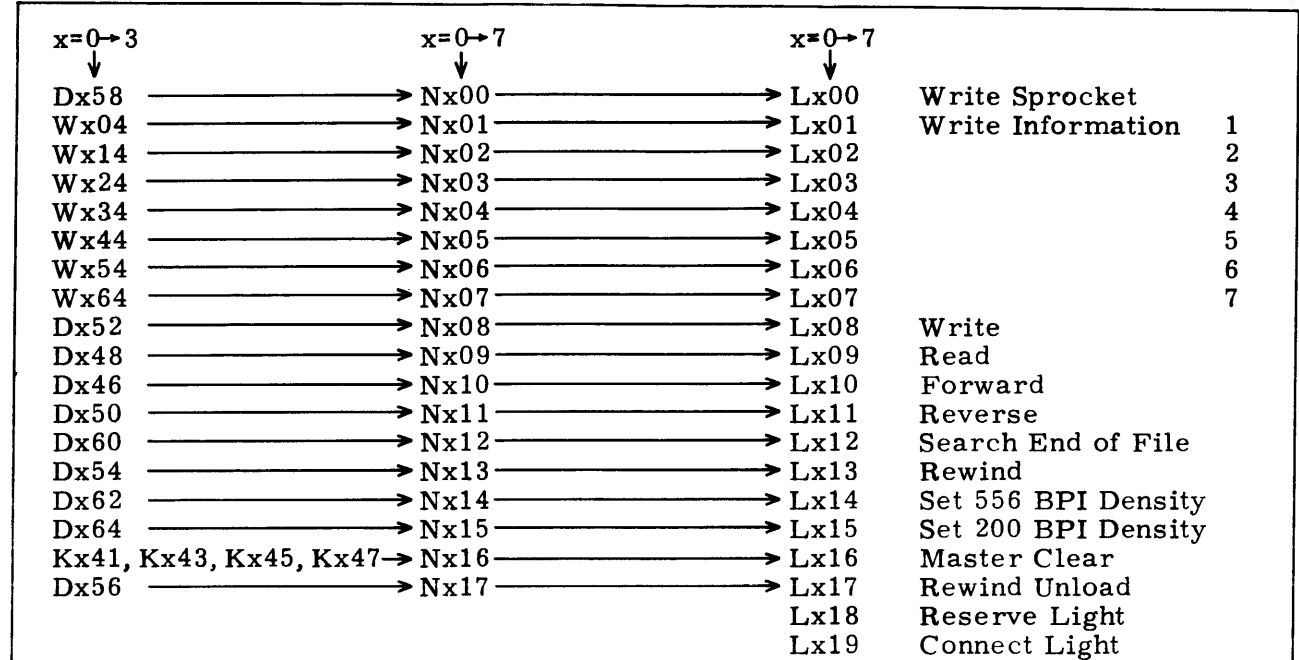 x=0→3 x=0→7 x=0→7
Dx58 → Nx00 → Lx00 Write Sprocket
Wx04 → Nx01 → Lx01 Write Information 1
Wx14 → Nx02 → Lx02 2
Wx24 → Nx03 → Lx03 3
Wx34 → Nx04 → Lx04 4
Wx44 → Nx05 → Lx05 5
Wx54 → Nx06 → Lx06 6
Wx64 → Nx07 → Lx07 7
Dx52 → Nx08 → Lx08 Write
Dx48 → Nx09 → Lx09 Read
Dx46 → Nx10 → Lx10 Forward
Dx50 → Nx11 → Lx11 Reverse
Dx60 → Nx12 → Lx12 Search End of File
Dx54 → Nx13 → Lx13 Rewind
Dx62 → Nx14 → Lx14 Set 556 BPI Density
Dx64 → Nx15 → Lx15 Set 200 BPI Density
Kx41, Kx43, Kx45, Kx47 → Nx16 → Lx16 Master Clear
Dx56 → Nx17 → Lx17 Rewind Unload
Lx18 Reserve Light
Lx19 Connect Light